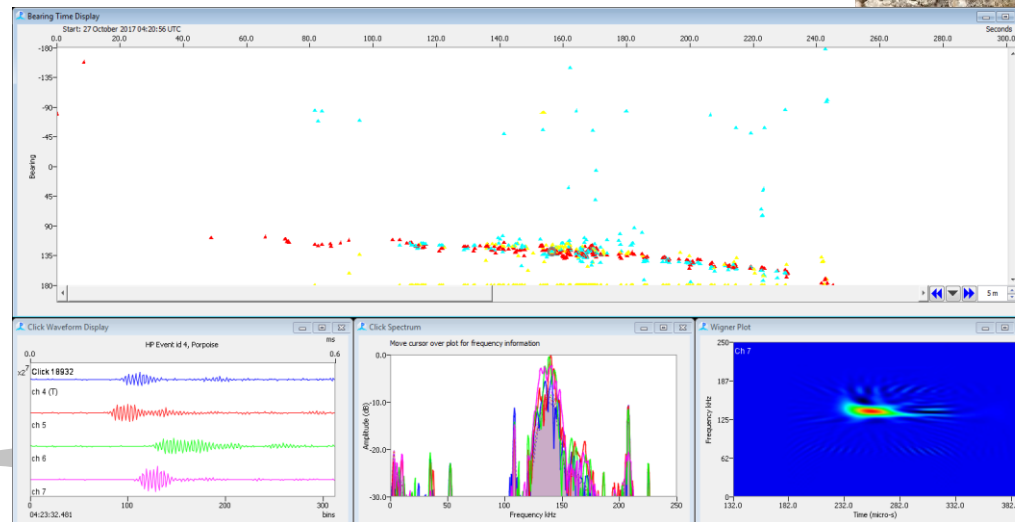 Bearing Time Display
Start: 27 October 2017 04:20:56 UTC
Seconds
0.0 20.0 40.0 60.0 80.0 100.0 120.0 140.0 160.0 180.0 200.0 220.0 240.0 260.0 280.0 300.0
-180
-135
-90
-45
0
45
90
135
180
Bearing
5 m
Click Waveform Display
HP Event id 4, Porpoise
ms
0.0 0.6
x2⁷
Click 18932
ch 4 (T)
ch 5
ch 6
ch 7
100 200 300
04:23:32.481
bins
Click Spectrum
Move cursor over plot for frequency information
0.0
-10.0
-20.0
-30.0
Amplitude (dB)
0 50 100 150 200 250
Frequency kHz
Wigner Plot
Ch 7
250
187
125
62
0
Frequency kHz
132.0 182.0 232.0 282.0 332.0 382.
Time (micro-s)